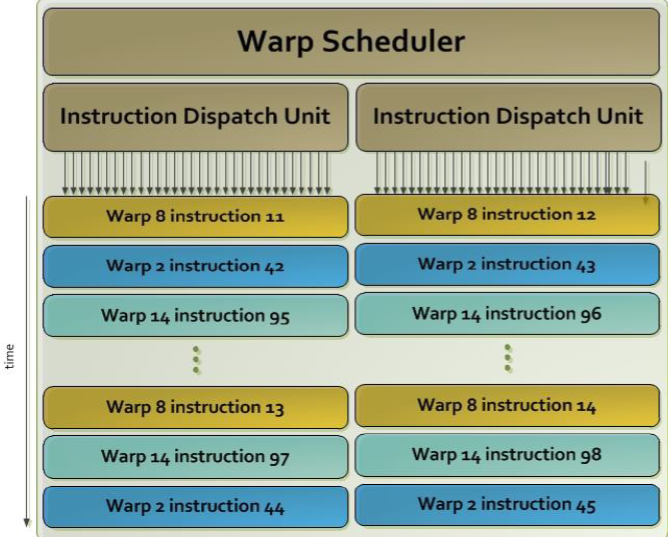 Warp Scheduler
Instruction Dispatch Unit
Instruction Dispatch Unit
Warp 8 instruction 11
Warp 8 instruction 12
Warp 2 instruction 42
Warp 2 instruction 43
Warp 14 instruction 95
Warp 14 instruction 96
time
Warp 8 instruction 13
Warp 8 instruction 14
Warp 14 instruction 97
Warp 14 instruction 98
Warp 2 instruction 44
Warp 2 instruction 45